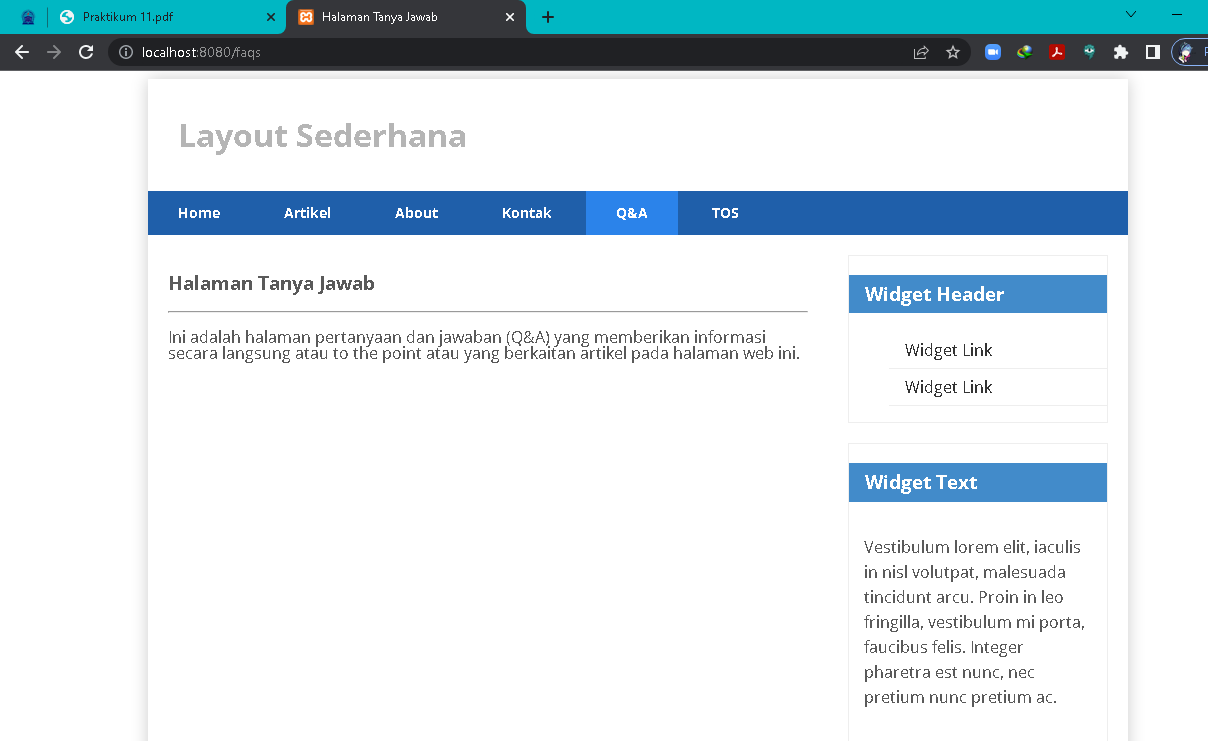 Praktikum 11.pdf
Halaman Tanya Jawab
localhost:8080/faqs
Layout Sederhana
Home Artikel About Kontak Q&A TOS
Halaman Tanya Jawab
Ini adalah halaman pertanyaan dan jawaban (Q&A) yang memberikan informasi
secara langsung atau to the point atau yang berkaitan artikel pada halaman web ini.
Widget Header
Widget Link
Widget Link
Widget Text
Vestibulum lorem elit, iaculis
in nisl volutpat, malesuada
tincidunt arcu. Proin in leo
fringilla, vestibulum mi porta,
faucibus felis. Integer
pharetra est nunc, nec
pretium nunc pretium ac.